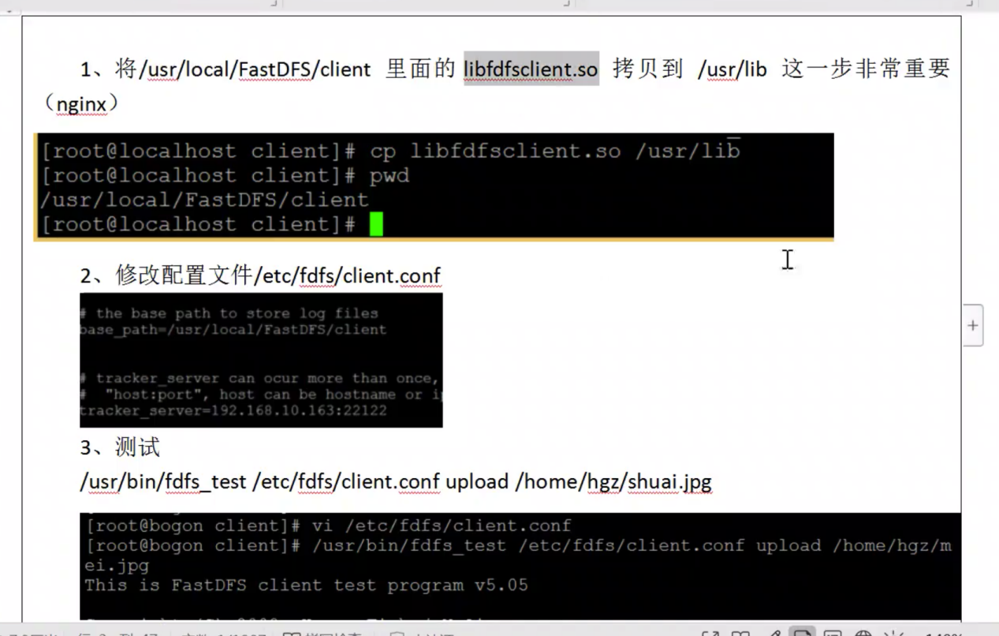 1、将/usr/local/FastDFS/client 里面的 libfdfsclient.so 拷贝到 /usr/lib 这一步非常重要
（nginx）
[root@localhost client]# cp libfdfsclient.so /usr/lib
[root@localhost client]# pwd
/usr/local/FastDFS/client
[root@localhost client]#
2、修改配置文件/etc/fdfs/client.conf
# the base path to store log files
base_path=/usr/local/FastDFS/client
# tracker_server can ocur more than once,
# "host:port", host can be hostname or ip
tracker_server=192.168.10.163:22122
3、测试
/usr/bin/fdfs_test /etc/fdfs/client.conf upload /home/hgz/shuai.jpg
[root@bogon client]# vi /etc/fdfs/client.conf
[root@bogon client]# /usr/bin/fdfs_test /etc/fdfs/client.conf upload /home/hgz/m
ei.jpg
This is FastDFS client test program v5.05